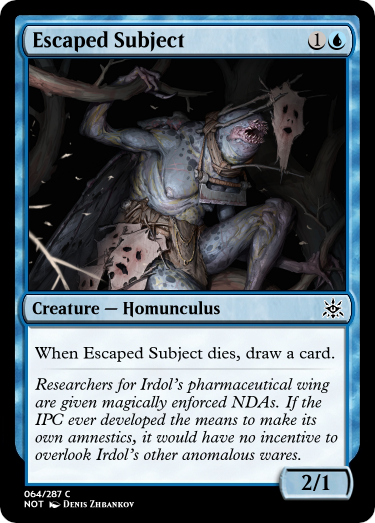 Escaped Subject 1
Creature — Homunculus
When Escaped Subject dies, draw a card.
Researchers for Irdol's pharmaceutical wing
are given magically enforced NDAs. If the
IPC ever developed the means to make its
own amnestics, it would have no incentive to
overlook Irdol's other anomalous wares.
2/1
064/287 C
NOT Denis Zhbankov